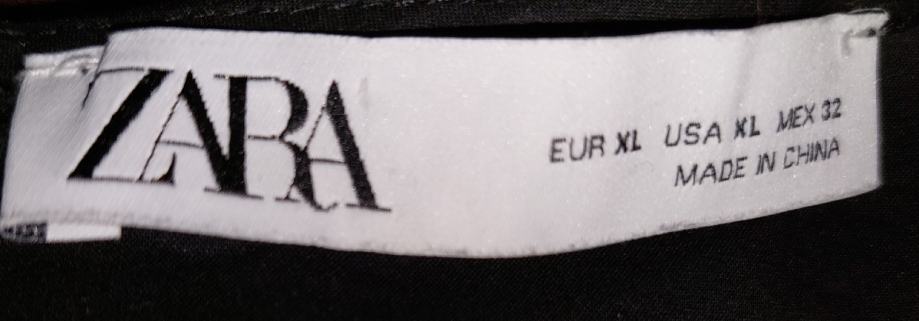 ZARA
EUR XL USA XL MEX 32
MADE IN CHINA